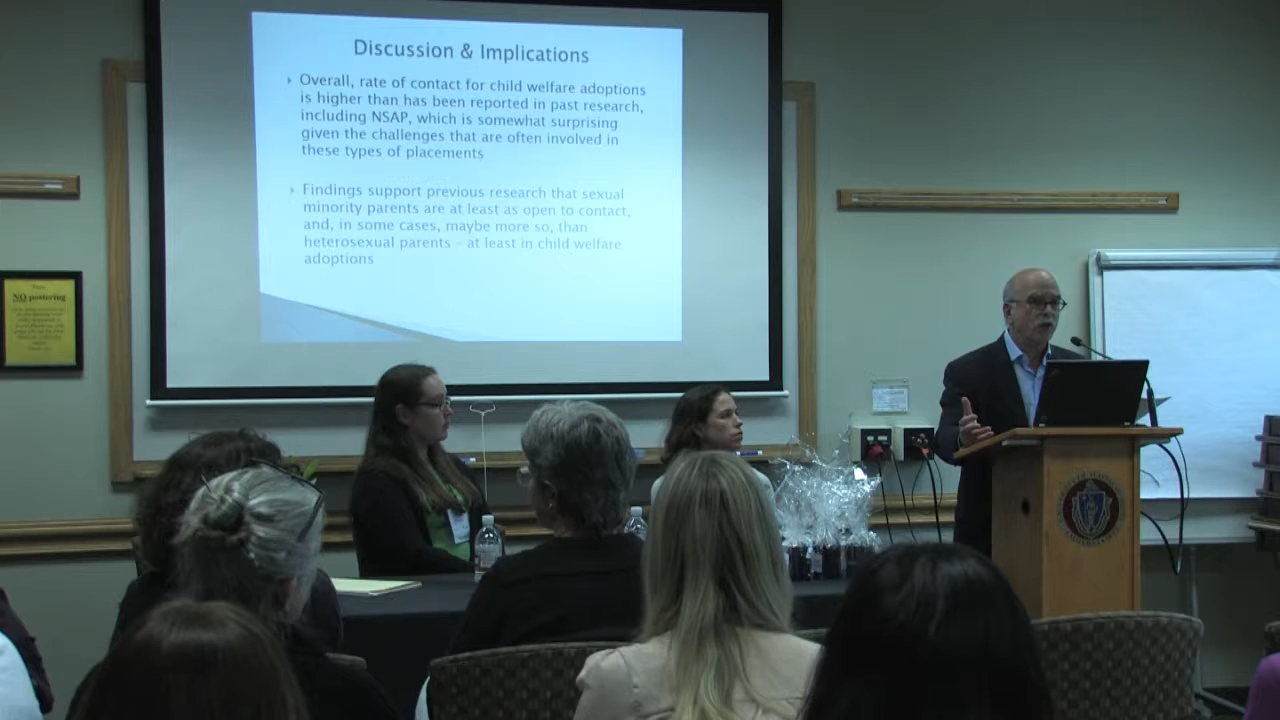 Discussion & Implications
Overall, rate of contact for child welfare adoptions
is higher than has been reported in past research,
including NSAP, which is somewhat surprising
given the challenges that are often involved in
these types of placements
Findings support previous research that sexual
minority parents are at least as open to contact,
and, in some cases, maybe more so, than
heterosexual parents – at least in child welfare
adoptions
NO postering